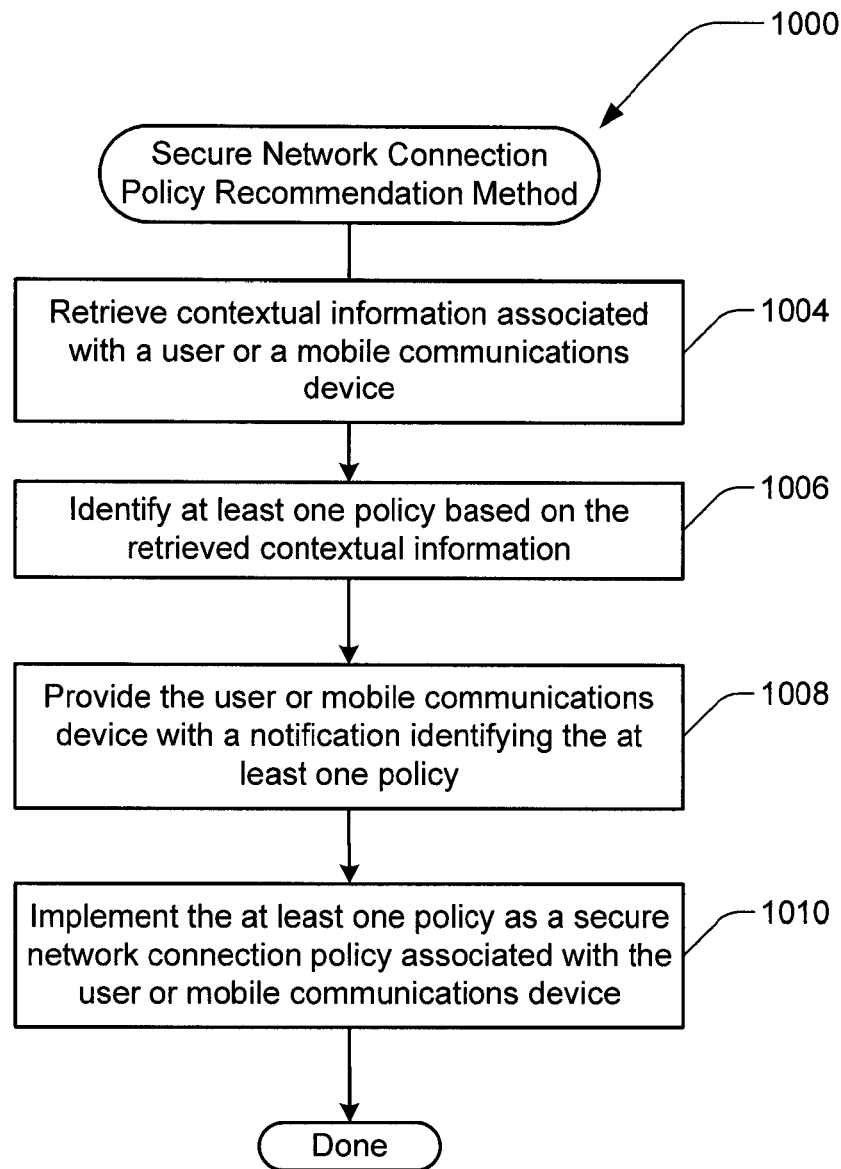 1000
Secure Network Connection
Policy Recommendation Method
Retrieve contextual information associated
with a user or a mobile communications
device
1004
Identify at least one policy based on the
retrieved contextual information
1006
Provide the user or mobile communications
device with a notification identifying the at
least one policy
1008
Implement the at least one policy as a secure
network connection policy associated with the
user or mobile communications device
1010
Done